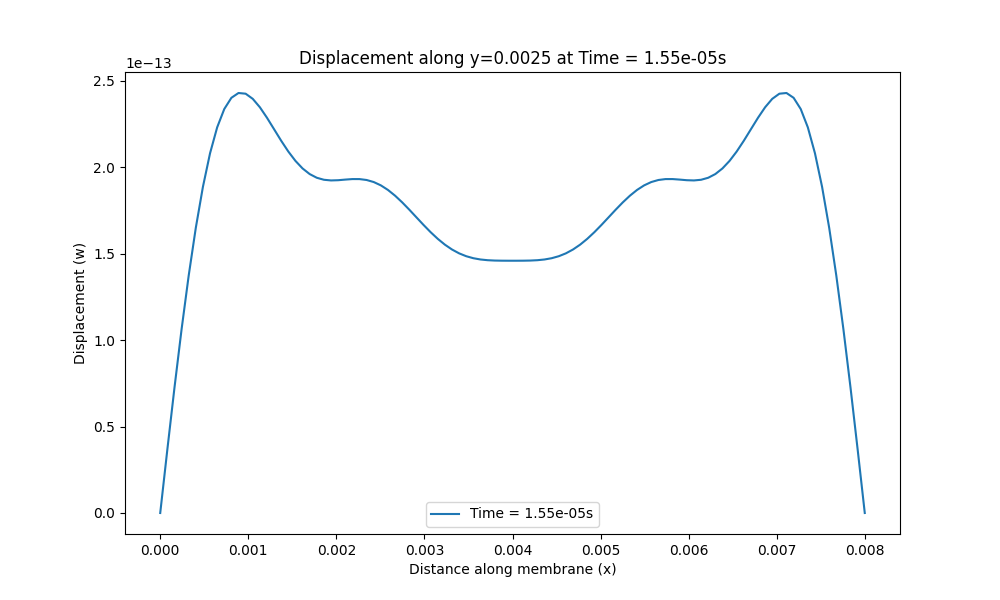 Displacement along y=0.0025 at Time = 1.55e-05s
1e−13
2.5
2.0
1.5
1.0
0.5
0.0
Displacement (w)
Time = 1.55e-05s
0.000 0.001 0.002 0.003 0.004 0.005 0.006 0.007 0.008
Distance along membrane (x)